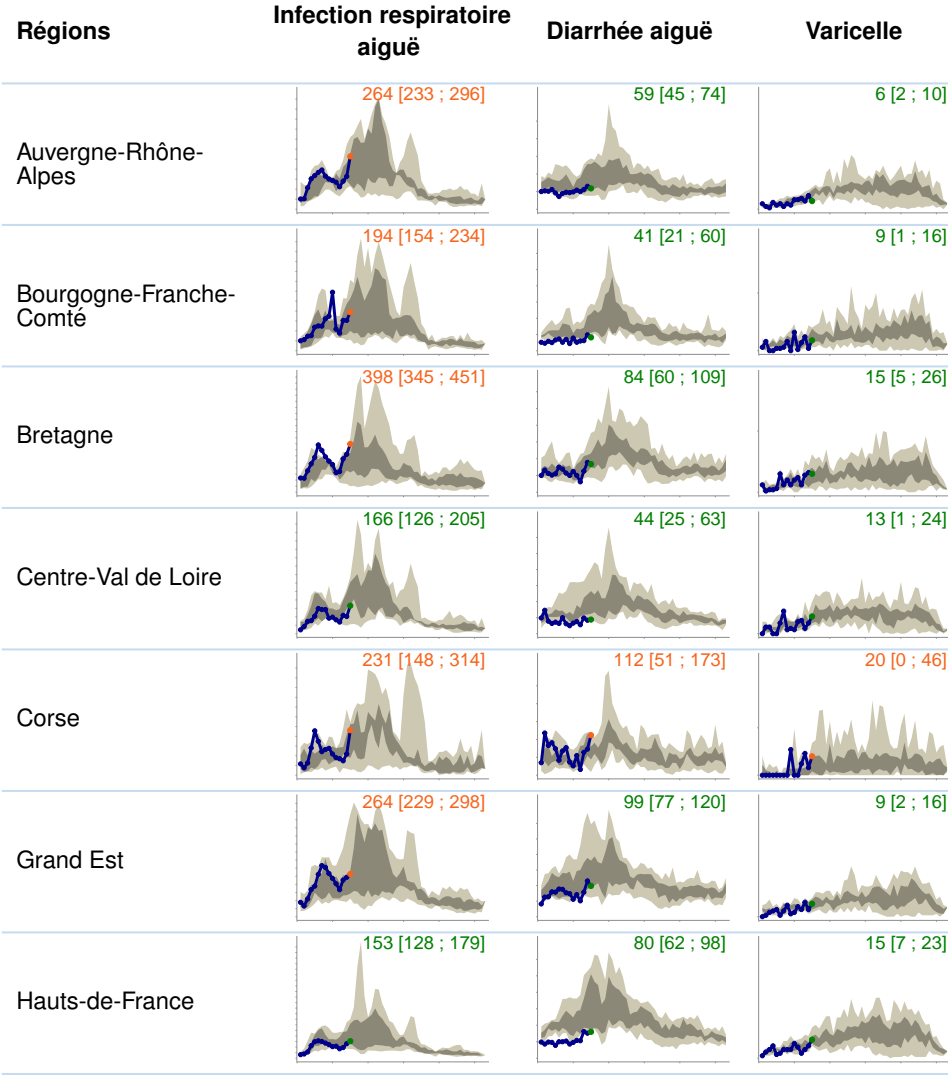 Régions
Infection respiratoire
aiguë
Diarrhée aiguë
Varicelle
Auvergne-Rhône-
Alpes
264 [233 ; 296]
59 [45 ; 74]
6 [2 ; 10]
Bourgogne-Franche-
Comté
194 [154 ; 234]
41 [21 ; 60]
9 [1 ; 16]
Bretagne
398 [345 ; 451]
84 [60 ; 109]
15 [5 ; 26]
Centre-Val de Loire
166 [126 ; 205]
44 [25 ; 63]
13 [1 ; 24]
Corse
231 [148 ; 314]
112 [51 ; 173]
20 [0 ; 46]
Grand Est
264 [229 ; 298]
99 [77 ; 120]
9 [2 ; 16]
Hauts-de-France
153 [128 ; 179]
80 [62 ; 98]
15 [7 ; 23]